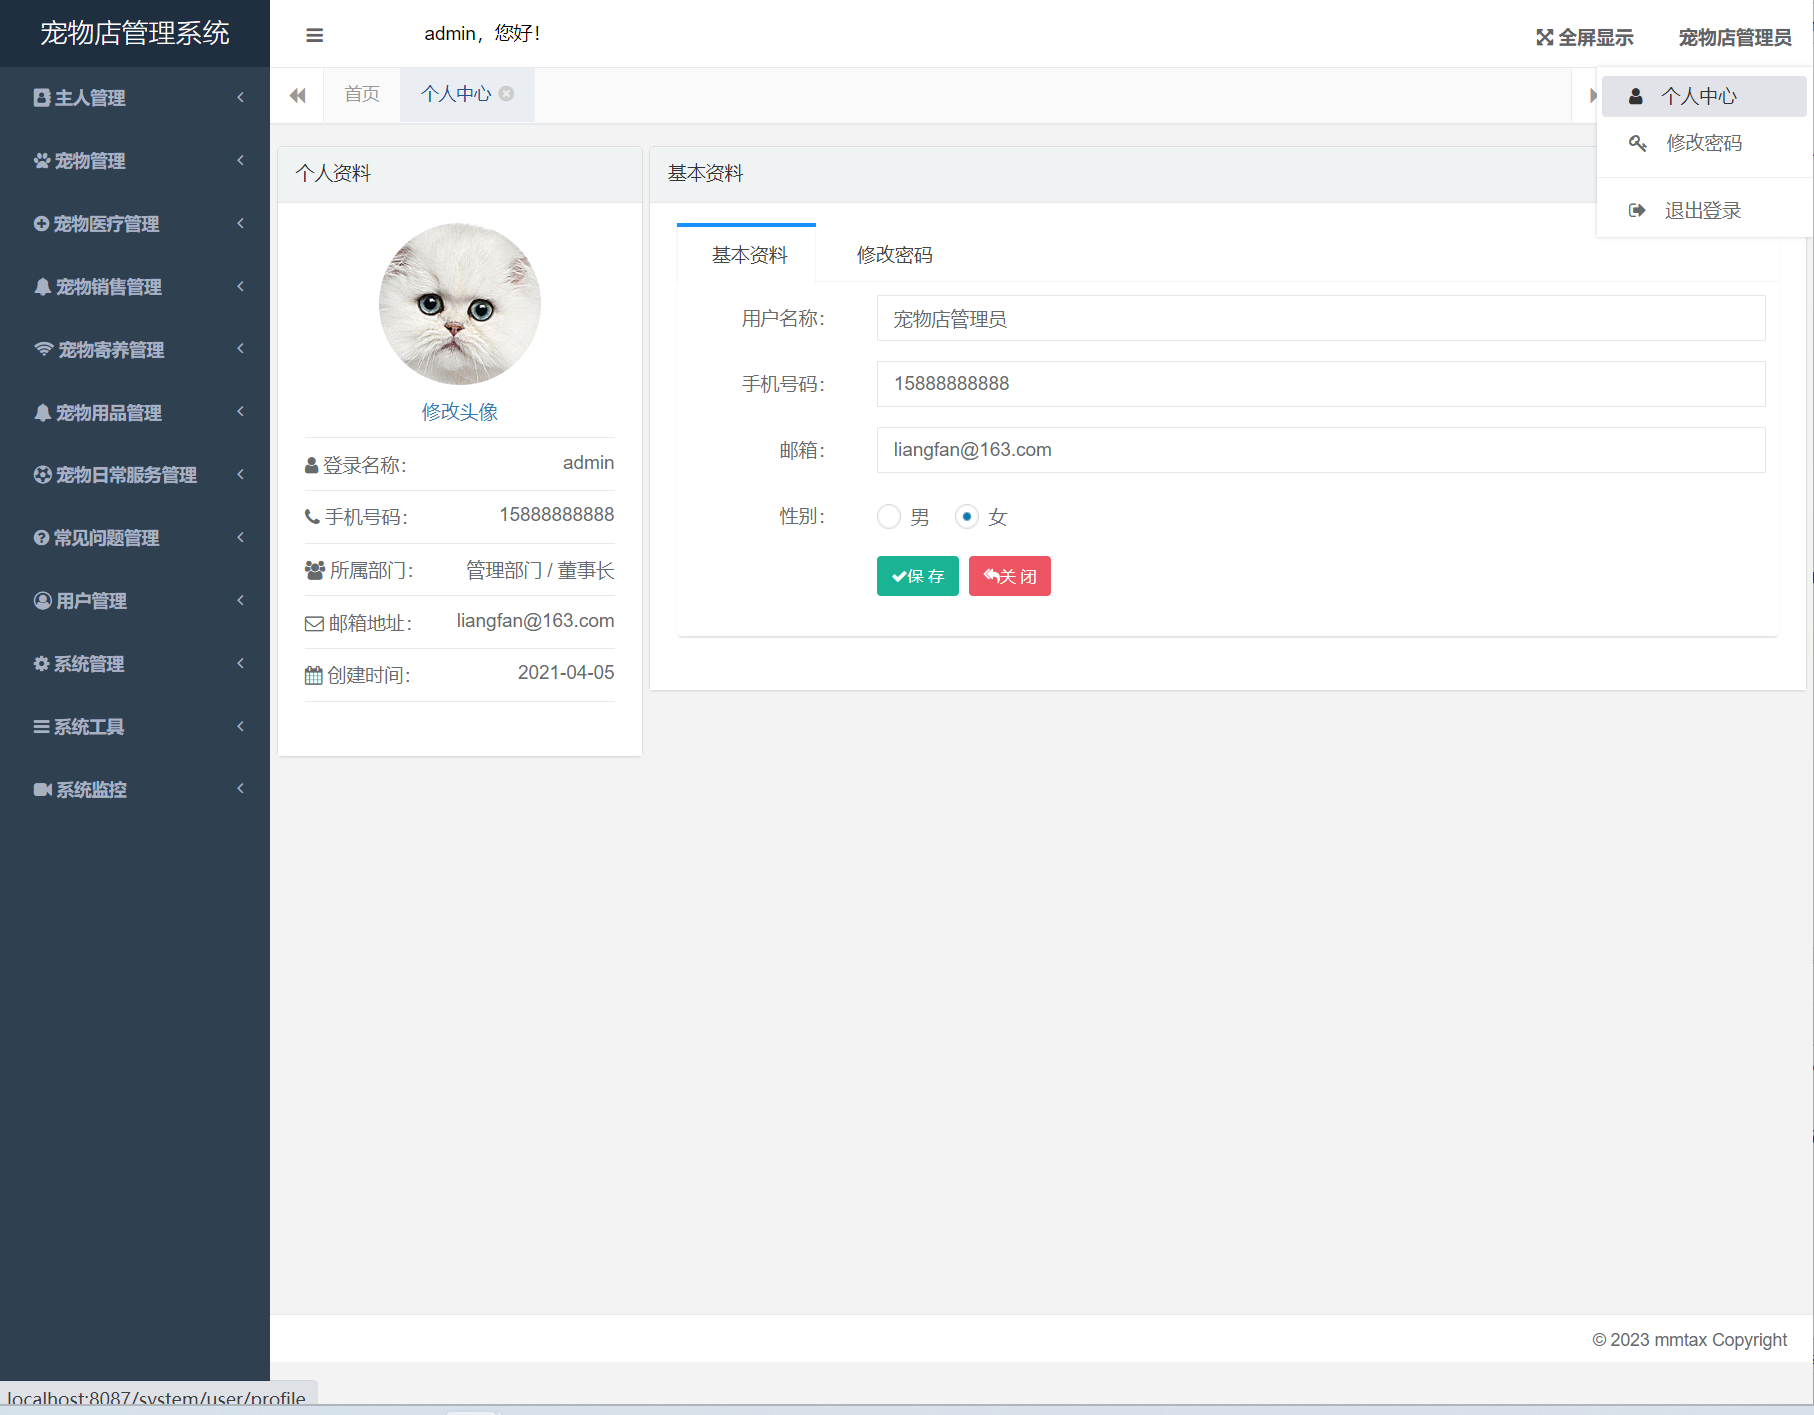 宠物店管理系统
admin，您好！
全屏显示
宠物店管理员
主人管理
宠物管理
宠物医疗管理
宠物销售管理
宠物寄养管理
宠物用品管理
宠物日常服务管理
常见问题管理
用户管理
系统管理
系统工具
系统监控
首页
个人中心
个人中心
修改密码
退出登录
个人资料
修改头像
登录名称： admin
手机号码： 15888888888
所属部门： 管理部门 / 董事长
邮箱地址： liangfan@163.com
创建时间： 2021-04-05
基本资料
基本资料 修改密码
用户名称： 宠物店管理员
手机号码： 15888888888
邮箱： liangfan@163.com
性别： 男 女
保 存 关 闭
© 2023 mmtax Copyright
localhost:8087/system/user/profile